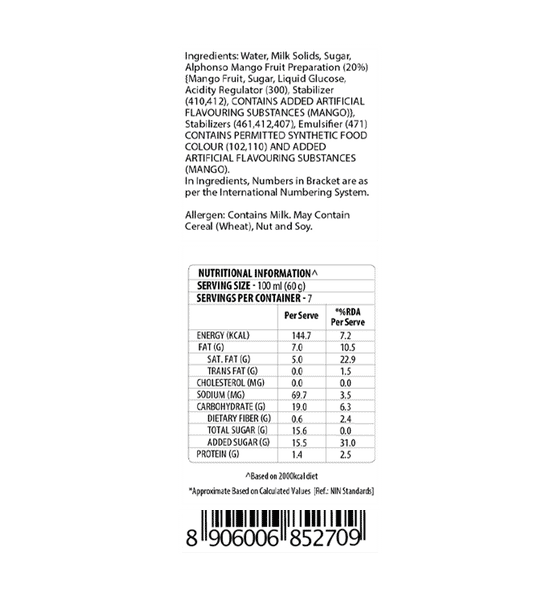 Ingredients: Water, Milk Solids, Sugar,
Alphonso Mango Fruit Preparation (20%)
{Mango Fruit, Sugar, Liquid Glucose,
Acidity Regulator (300), Stabilizer
(410,412), CONTAINS ADDED ARTIFICIAL
FLAVOURING SUBSTANCES (MANGO)},
Stabilizers (461,412,407), Emulsifier (471)
CONTAINS PERMITTED SYNTHETIC FOOD
COLOUR (102,110) AND ADDED
ARTIFICIAL FLAVOURING SUBSTANCES
(MANGO).
In Ingredients, Numbers in Bracket are as
per the International Numbering System.
Allergen: Contains Milk. May Contain
Cereal (Wheat), Nut and Soy.
NUTRITIONAL INFORMATION^
SERVING SIZE - 100 ml (60 g)
SERVINGS PER CONTAINER - 7
Per Serve *%RDA Per Serve
ENERGY (KCAL) 144.7 7.2
FAT (G) 7.0 10.5
SAT. FAT (G) 5.0 22.9
TRANS FAT (G) 0.0 1.5
CHOLESTEROL (MG) 0.0 0.0
SODIUM (MG) 69.7 3.5
CARBOHYDRATE (G) 19.0 6.3
DIETARY FIBER (G) 0.6 2.4
TOTAL SUGAR (G) 15.6 0.0
ADDED SUGAR (G) 15.5 31.0
PROTEIN (G) 1.4 2.5
^Based on 2000kcal diet
*Approximate Based on Calculated Values [Ref.: NIN Standards]
8 906006 852709